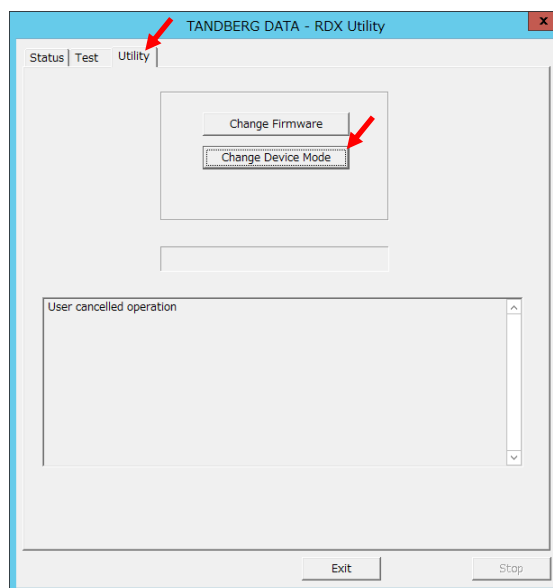 TANDBERG DATA - RDX Utility
x
Status Test Utility
Change Firmware
Change Device Mode
User cancelled operation
Exit Stop